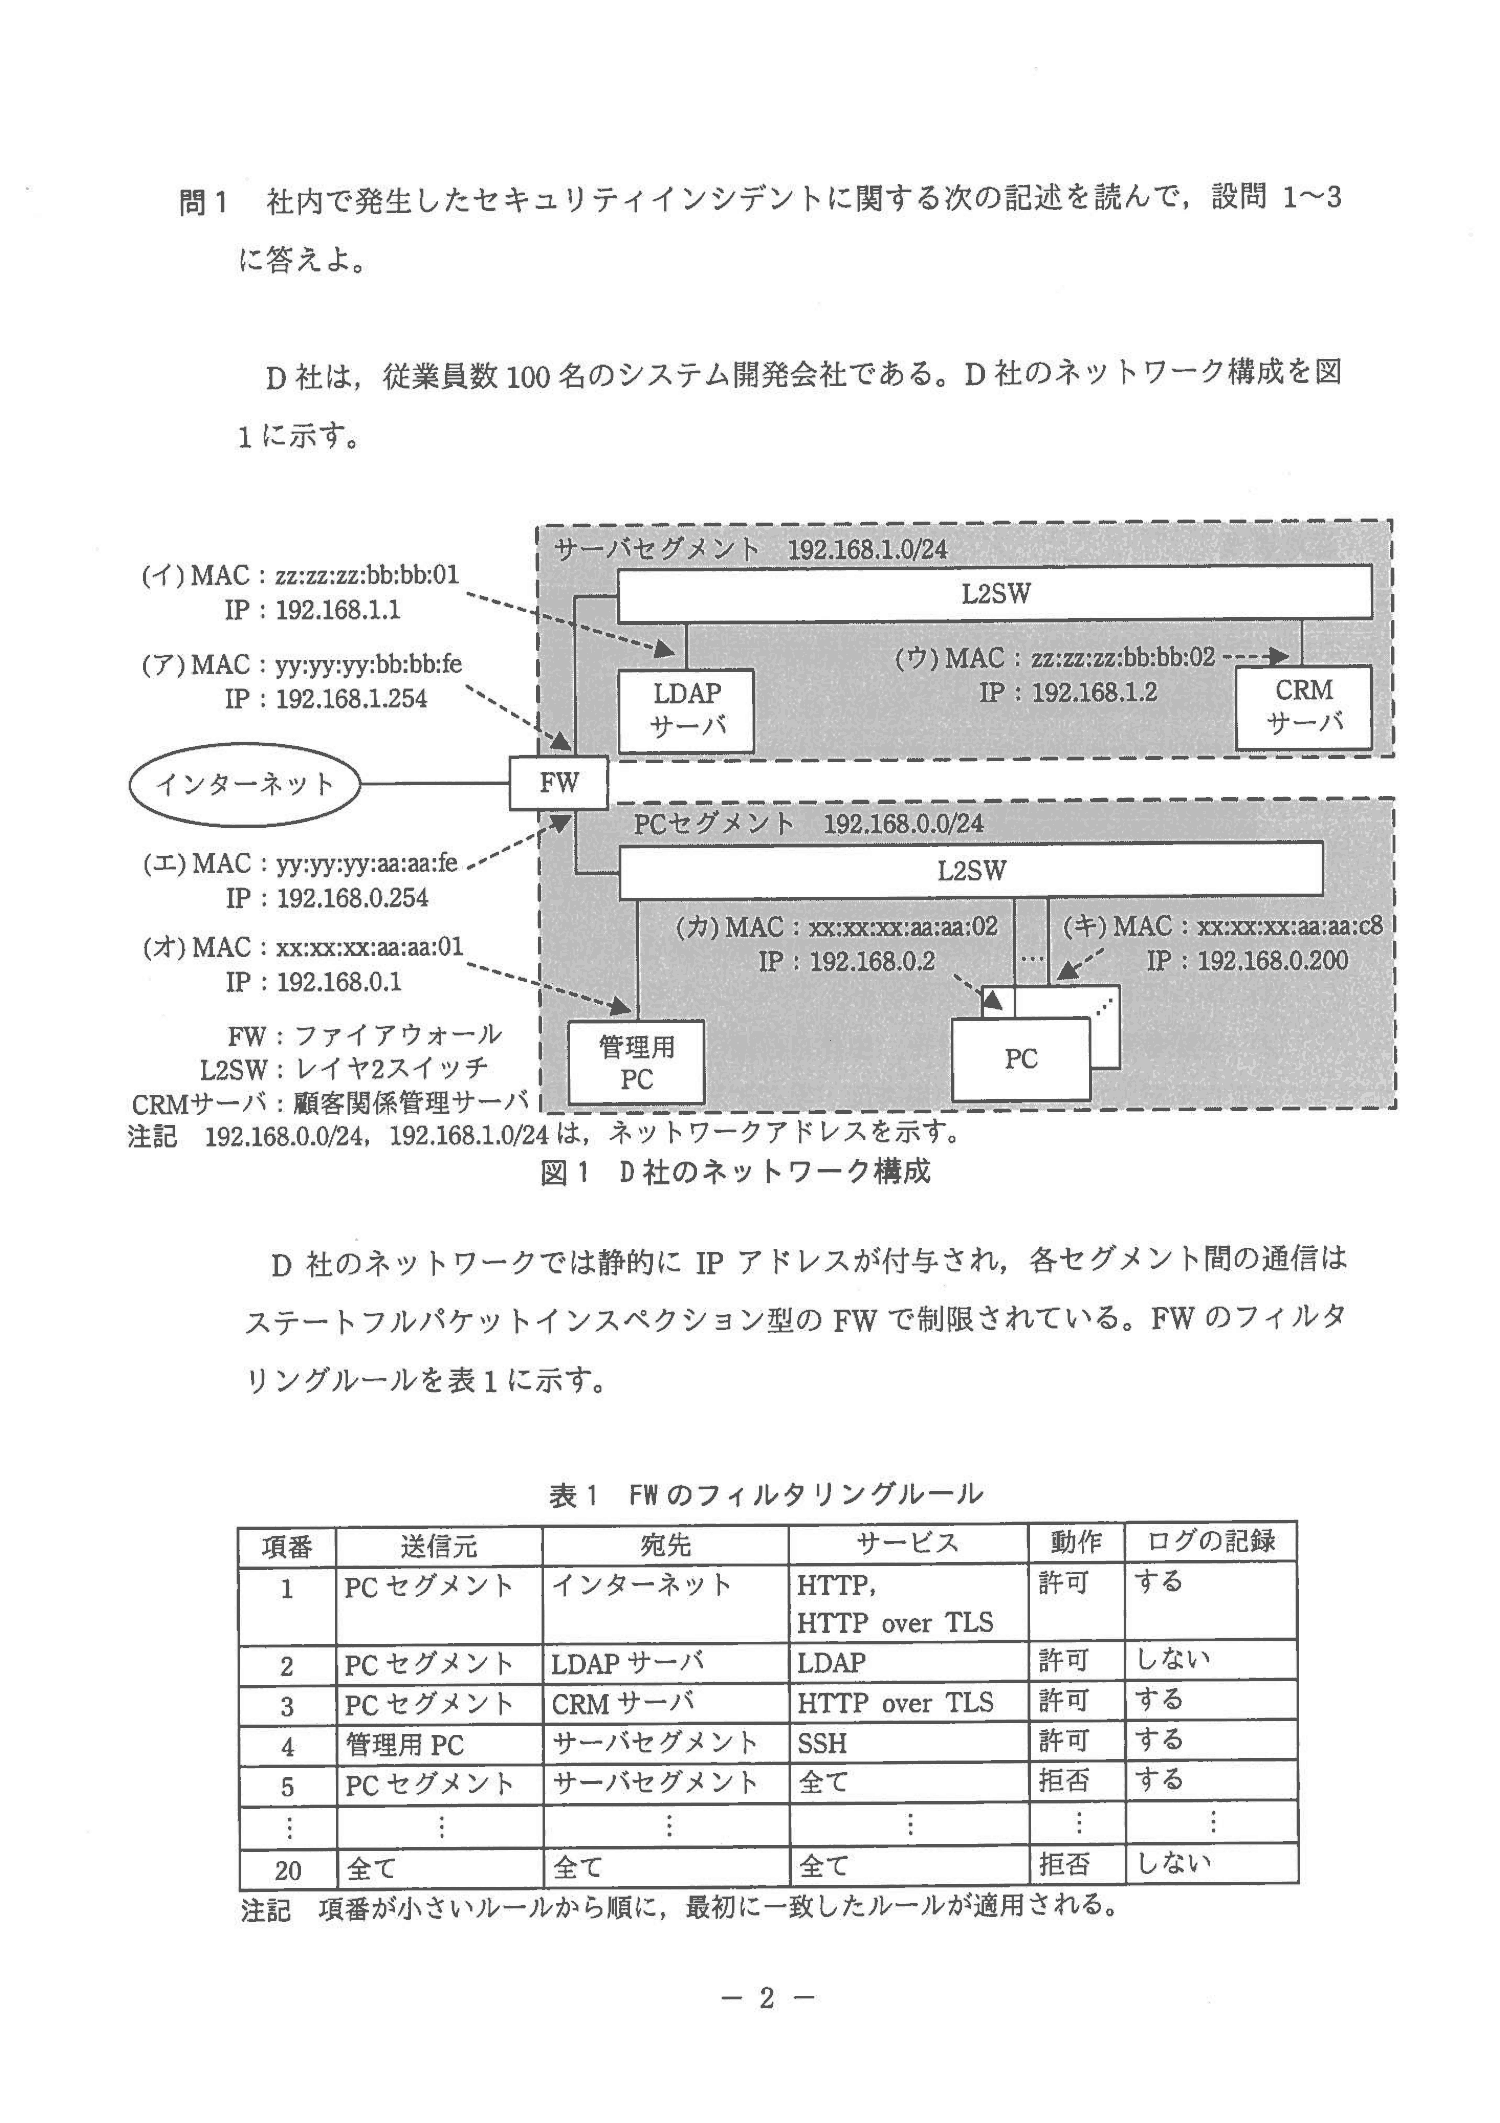 問1 社内で発生したセキュリティインシデントに関する次の記述を読んで，設問 1～3
に答えよ。
D 社は，従業員数 100 名のシステム開発会社である。D 社のネットワーク構成を図
1 に示す。
サーバセグメント 192.168.1.0/24
(イ) MAC：zz:zz:zz:bb:bb:01
IP：192.168.1.1
L2SW
(ア) MAC：yy:yy:yy:bb:bb:fe
IP：192.168.1.254
(ウ) MAC：zz:zz:zz:bb:bb:02
IP：192.168.1.2
LDAP
サーバ
CRM
サーバ
インターネット
FW
PCセグメント 192.168.0.0/24
L2SW
(エ) MAC：yy:yy:yy:aa:aa:fe
IP：192.168.0.254
(オ) MAC：xx:xx:xx:aa:aa:01
IP：192.168.0.1
(カ) MAC：xx:xx:xx:aa:aa:02
IP：192.168.0.2
…
(キ) MAC：xx:xx:xx:aa:aa:c8
IP：192.168.0.200
管理用
PC
PC
FW：ファイアウォール
L2SW：レイヤ2スイッチ
CRMサーバ：顧客関係管理サーバ
注記 192.168.0.0/24，192.168.1.0/24 は，ネットワークアドレスを示す。
図1 D 社のネットワーク構成
D 社のネットワークでは静的に IP アドレスが付与され，各セグメント間の通信は
ステートフルパケットインスペクション型の FW で制限されている。FW のフィルタ
リングルールを表 1 に示す。
表1 FW のフィルタリングルール
項番 送信元 宛先 サービス 動作 ログの記録
1 PC セグメント インターネット HTTP, 許可 する
HTTP over TLS
2 PC セグメント LDAP サーバ LDAP 許可 しない
3 PC セグメント CRM サーバ HTTP over TLS 許可 する
4 管理用 PC サーバセグメント SSH 許可 する
5 PC セグメント サーバセグメント 全て 拒否 する
⋮ ⋮ ⋮ ⋮ ⋮ ⋮
20 全て 全て 全て 拒否 しない
注記 項番が小さいルールから順に，最初に一致したルールが適用される。
－ 2 －